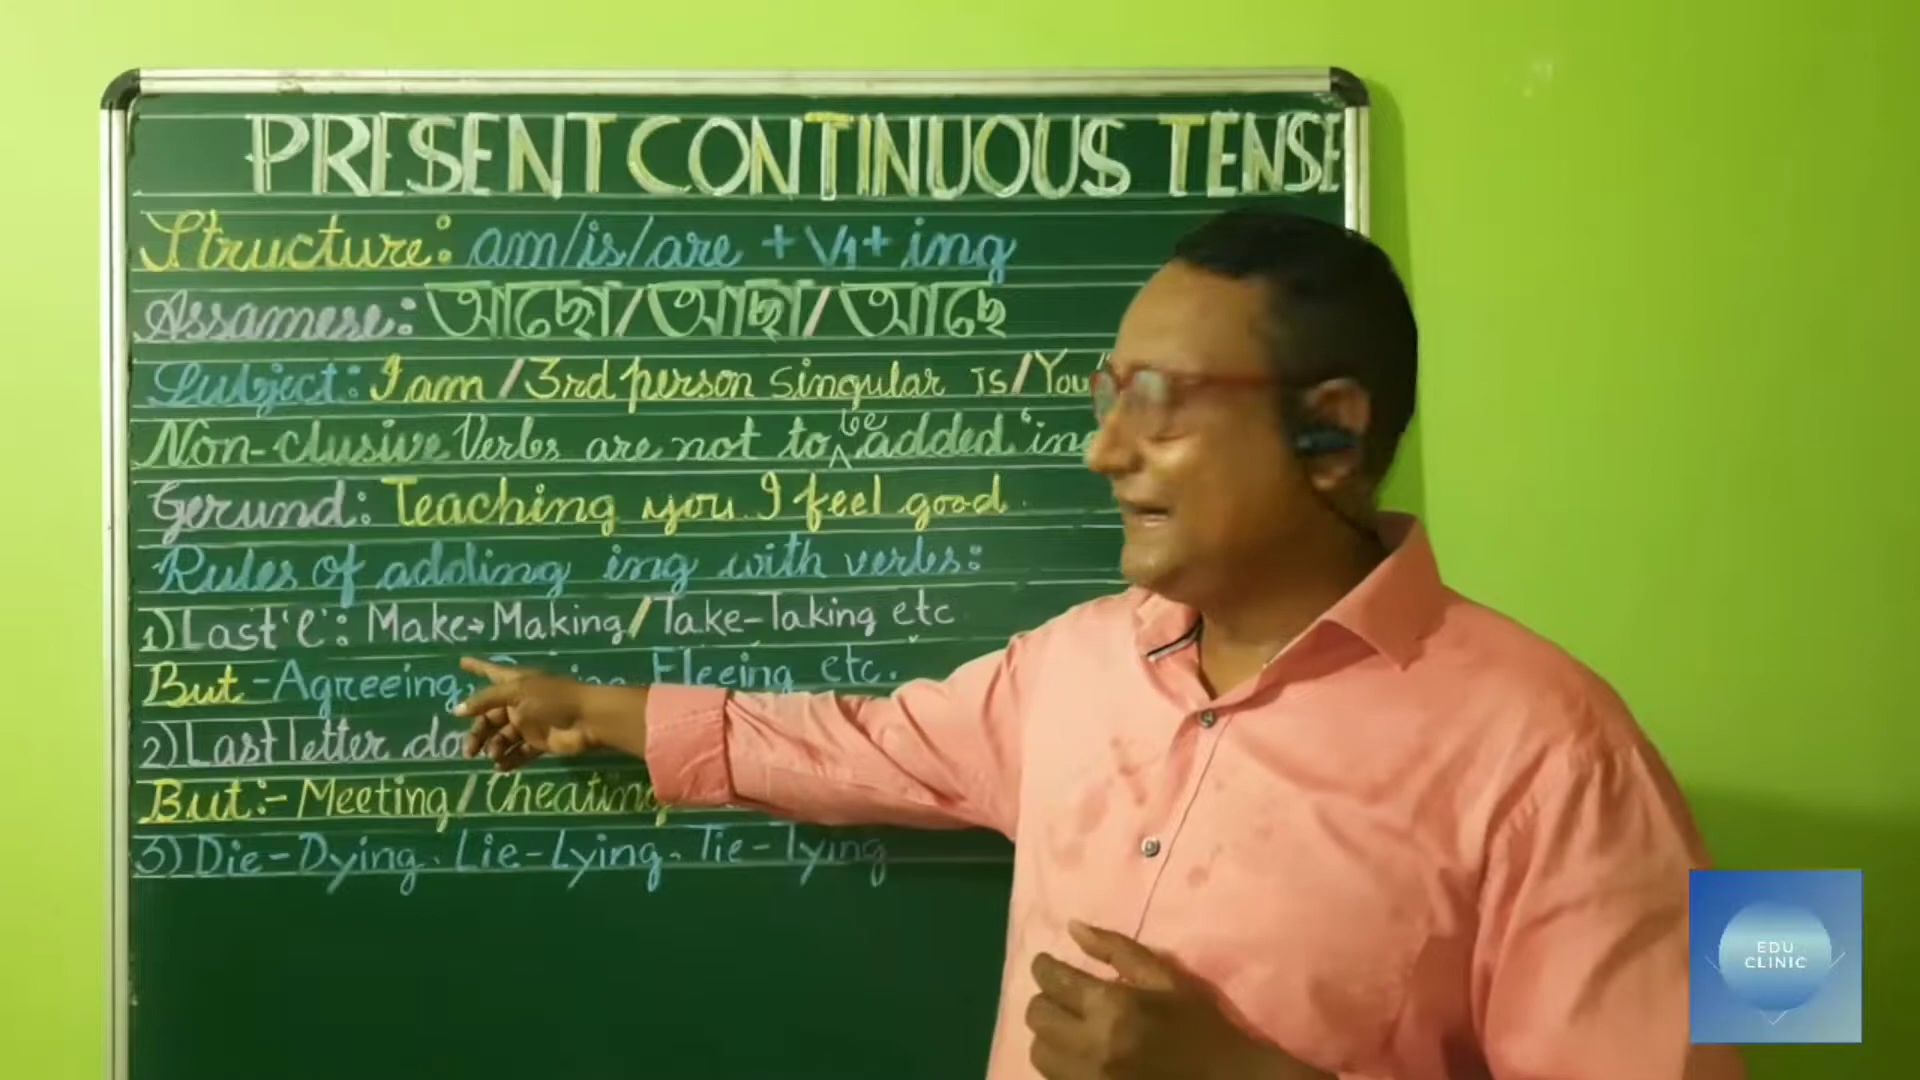 PRESENT CONTINUOUS TENSE
Structure: am/is/are + V1+ ing
Assamese: আছো/আছা/আছে
Subject: I am / 3rd person singular is/You
Non-clusive Verbs are not to be added 'ing
Gerund: Teaching you I feel good.
Rules of adding ing with verbs:
1) Last 'e': Make→Making/Take-Taking etc
But - Agreeing, Fleeing etc.
2) Last letter
But:- Meeting/Cheating
3) Die-Dying. Lie-Lying. Tie-Tying
EDU
CLINIC